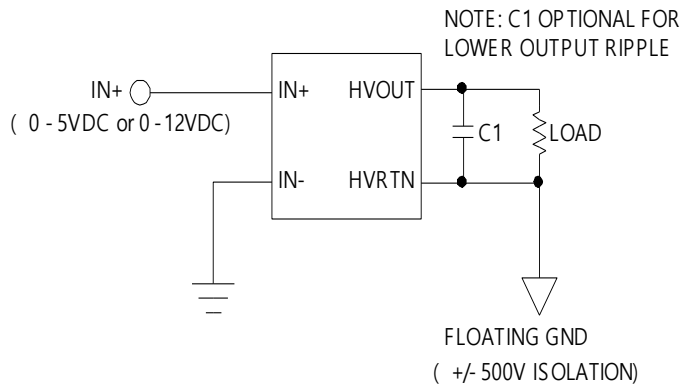 NOTE: C1 OPTIONAL FOR
LOWER OUTPUT RIPPLE
IN+
( 0 - 5VDC or 0 - 12VDC)
IN+ HVOUT
C1
LOAD
IN- HVRTN
FLOATING GND
( +/- 500V ISOLATION)